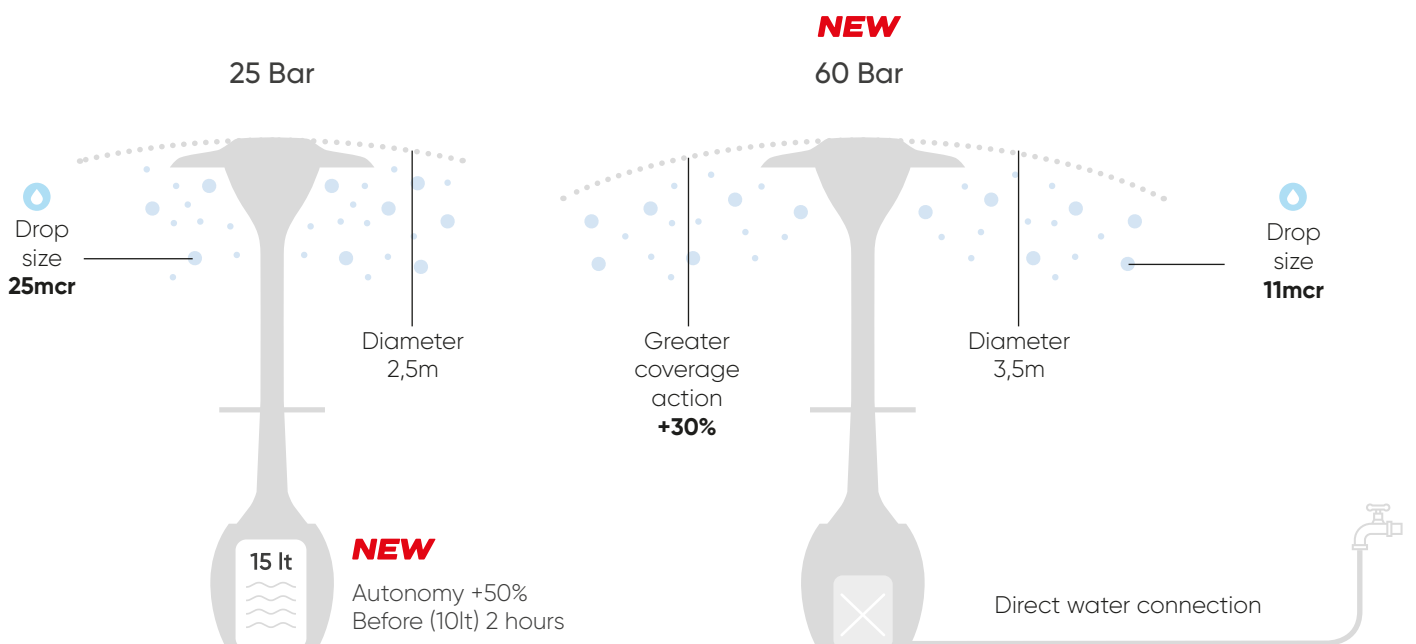 25 Bar
Drop
size
25mcr
Diameter
2,5m
15 lt
NEW
Autonomy +50%
Before (10lt) 2 hours
NEW
60 Bar
Greater
coverage
action
+30%
Diameter
3,5m
Drop
size
11mcr
Direct water connection